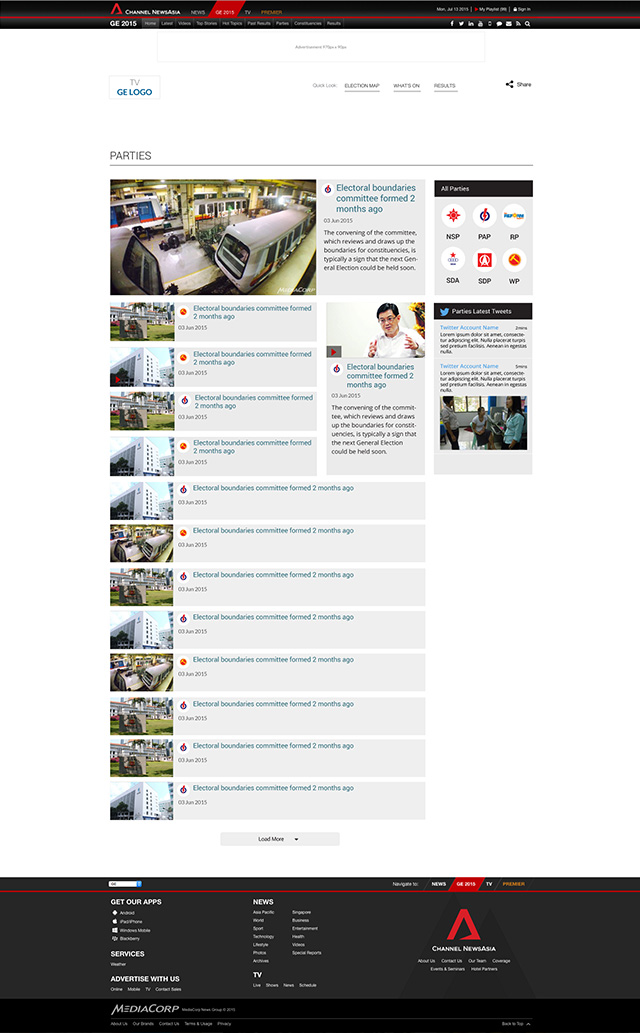 CHANNEL NEWSASIA
NEWS GE 2015 TV PREMIER
Mon, Jul 13 2015 My Playlist (99) Sign In
GE 2015 Home Latest Videos Top Stories Hot Topics Past Results Parties Constituencies Results
Advertisement 970px x 90px
TV
GE LOGO
Quick Look: ELECTION MAP WHAT'S ON RESULTS
Share
PARTIES
MEDIACORP
Electoral boundaries
committee formed 2
months ago
03 Jun 2015
The convening of the committee,
which reviews and draws up the
boundaries for constituencies, is
typically a sign that the next Gen-
eral Election could be held soon.
All Parties
NSP PAP RP
SDA SDP WP
Electoral boundaries committee formed
2 months ago
03 Jun 2015
Electoral boundaries committee formed
2 months ago
03 Jun 2015
Electoral boundaries committee formed
2 months ago
03 Jun 2015
Electoral boundaries committee formed
2 months ago
03 Jun 2015
Electoral boundaries
committee formed 2
months ago
03 Jun 2015
The convening of the commit-
tee, which reviews and draws
up the boundaries for constit-
uencies, is typically a sign that
the next General Election
could be held soon.
Parties Latest Tweets
Twitter Account Name 2mins
Lorem ipsum dolor sit amet, consecte-
tur adipiscing elit. Nulla placerat turpis
sed pretium facilisis. Aenean in egestas
nulla.
Twitter Account Name 5mins
Lorem ipsum dolor sit amet, consecte-
tur adipiscing elit. Nulla placerat turpis
sed pretium facilisis. Aenean in egestas
nulla.
Electoral boundaries committee formed 2 months ago
03 Jun 2015
Electoral boundaries committee formed 2 months ago
03 Jun 2015
Electoral boundaries committee formed 2 months ago
03 Jun 2015
Electoral boundaries committee formed 2 months ago
03 Jun 2015
Electoral boundaries committee formed 2 months ago
03 Jun 2015
Electoral boundaries committee formed 2 months ago
03 Jun 2015
Electoral boundaries committee formed 2 months ago
03 Jun 2015
Electoral boundaries committee formed 2 months ago
03 Jun 2015
Load More
Navigate to: NEWS GE 2015 TV PREMIER
GET OUR APPS
Android
iPad/iPhone
Windows Mobile
Blackberry
SERVICES
Weather
ADVERTISE WITH US
Online Mobile TV Contact Sales
NEWS
Asia Pacific Singapore
World Business
Sport Entertainment
Technology Health
Lifestyle Videos
Photos Special Reports
Archives
TV
Live Shows News Schedule
CHANNEL NEWSASIA
About Us Contact Us Our Team Coverage
Events & Seminars Hotel Partners
MEDIACORP MediaCorp News Group © 2015
About Us Our Brands Contact Us Terms & Usage Privacy
Back to Top